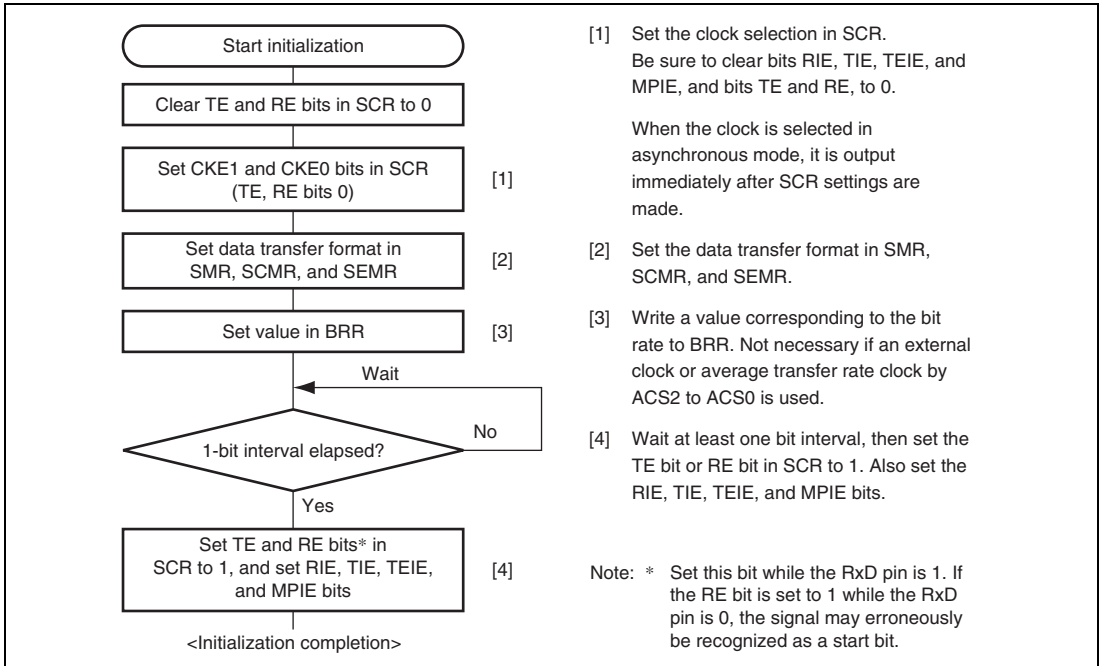 Start initialization
Clear TE and RE bits in SCR to 0
Set CKE1 and CKE0 bits in SCR
(TE, RE bits 0)
[1]
Set data transfer format in
SMR, SCMR, and SEMR
[2]
Set value in BRR
[3]
Wait
1-bit interval elapsed?
No
Yes
Set TE and RE bits* in
SCR to 1, and set RIE, TIE, TEIE,
and MPIE bits
[4]
<Initialization completion>
[1] Set the clock selection in SCR.
Be sure to clear bits RIE, TIE, TEIE, and
MPIE, and bits TE and RE, to 0.
When the clock is selected in
asynchronous mode, it is output
immediately after SCR settings are
made.
[2] Set the data transfer format in SMR,
SCMR, and SEMR.
[3] Write a value corresponding to the bit
rate to BRR. Not necessary if an external
clock or average transfer rate clock by
ACS2 to ACS0 is used.
[4] Wait at least one bit interval, then set the
TE bit or RE bit in SCR to 1. Also set the
RIE, TIE, TEIE, and MPIE bits.
Note: * Set this bit while the RxD pin is 1. If
the RE bit is set to 1 while the RxD
pin is 0, the signal may erroneously
be recognized as a start bit.